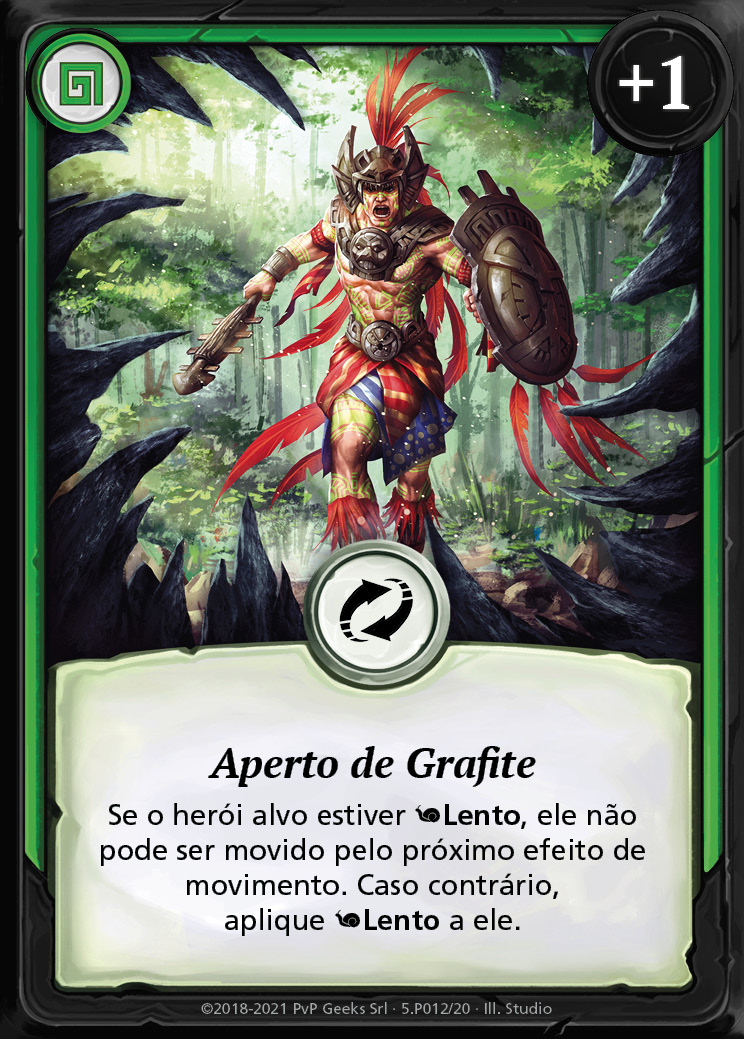 +1
Aperto de Grafite
Se o herói alvo estiver Lento, ele não
pode ser movido pelo próximo efeito de
movimento. Caso contrário,
aplique Lento a ele.
©2018-2021 PvP Geeks Srl · 5.P012/20 · Ill. Studio